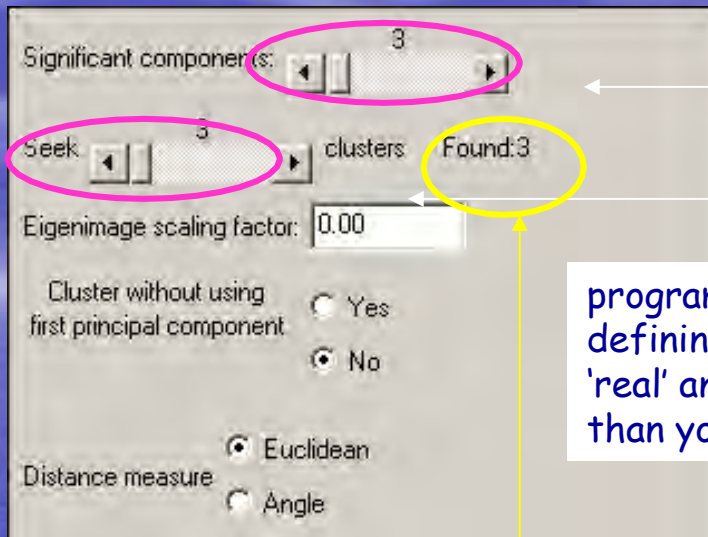 Significant components: 3
Seek 3 clusters Found:3
Eigenimage scaling factor: 0.00
Cluster without using
first principal component
Yes
No
Distance measure
Euclidean
Angle
program
definin
'real' an
than yo